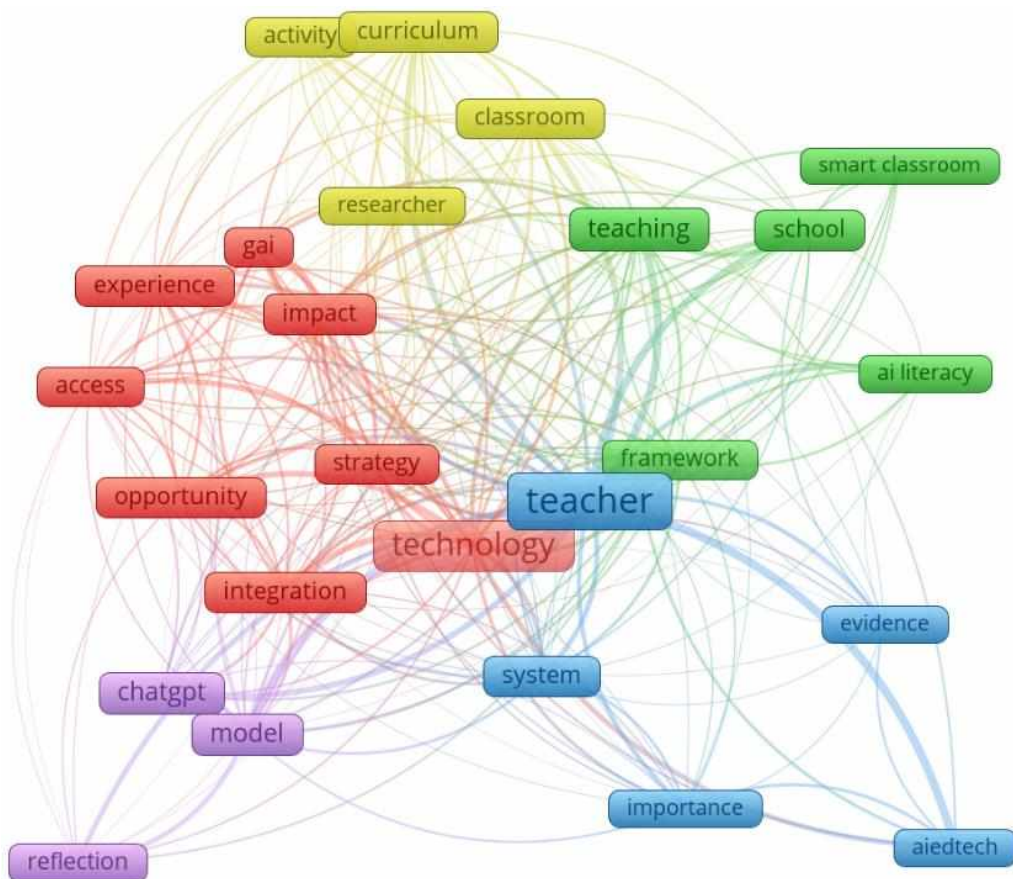 activity
curriculum
classroom
smart classroom
researcher
teaching
school
gai
experience
impact
access
ai literacy
strategy
framework
opportunity
teacher
technology
integration
evidence
system
chatgpt
model
importance
aiedtech
reflection